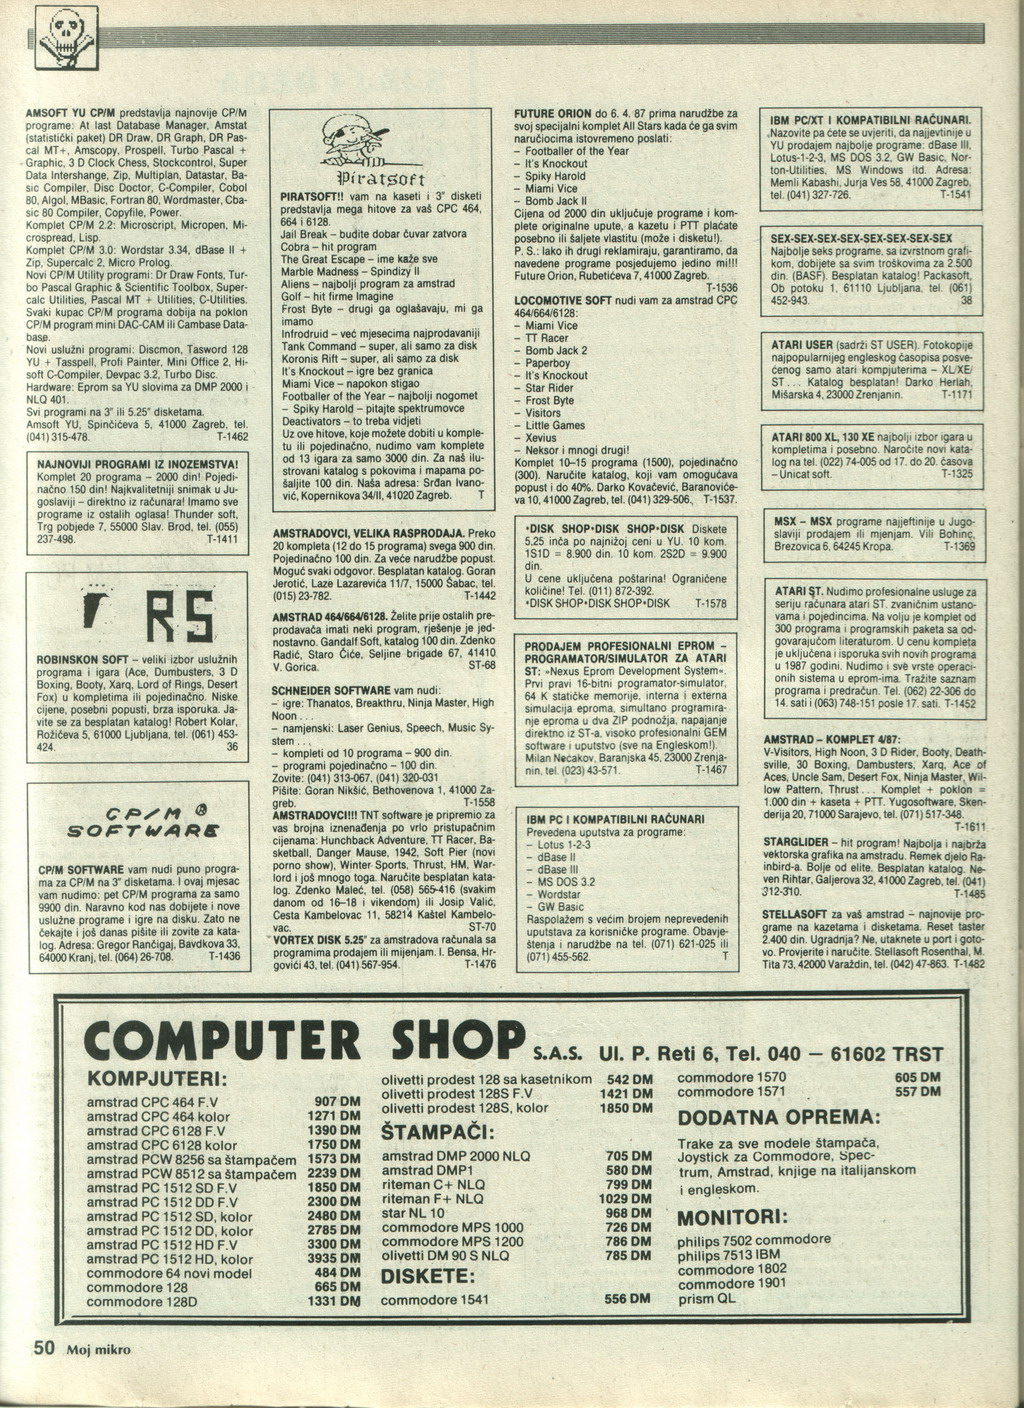 AMSOFT YU CP/M predstavlja najnovije CP/M
programe: At last Database Manager, Amstat
(statistički paket) DR Draw, DR Graph, DR Pas-
cal MT+, Amscopy, Prospell, Turbo Pascal +
Graphic, 3 D Clock Chess, Stockcontrol, Super
Data Intershange, Zip, Multiplan, Datastar, Ba-
sic Compiler, Disc Doctor, C-Compiler, Cobol
80, Algol, MBasic, Fortran 80, Wordmaster, Cba-
sic 80 Compiler, Copyfile, Power.
Komplet CP/M 2.2: Microscript, Micropen, Mi-
crospread, Lisp.
Komplet CP/M 3.0: Wordstar 3.34, dBase II +
Zip, Supercalc 2, Micro Prolog.
Novi CP/M Utility programi: Dr Draw Fonts, Tur-
bo Pascal Graphic & Scientific Toolbox, Super-
calc Utilities, Pascal MT + Utilities, C-Utilities.
Svaki kupac CP/M programa dobija na poklon
CP/M program mini DAC-CAM ili Cambase Data-
base.
Novi uslužni programi: Discmon, Tasword 128
YU + Tasspell, Profi Painter, Mini Office 2, Hi-
soft C-Compiler, Devpac 3.2, Turbo Disc.
Hardware: Eprom sa YU slovima za DMP 2000 i
NLQ 401.
Svi programi na 3" ili 5.25" disketama.
Amsoft YU, Spinčićeva 5, 41000 Zagreb, tel.
(041) 315-478. T-1462
NAJNOVIJI PROGRAMI IZ INOZEMSTVA!
Komplet 20 programa - 2000 din! Pojedi-
načno 150 din! Najkvalitetniji snimak u Ju-
goslaviji - direktno iz računara! Imamo sve
programe iz ostalih oglasa! Thunder soft,
Trg pobjede 7, 55000 Slav. Brod, tel. (055)
237-498. T-1411
r RS
ROBINSKON SOFT - veliki izbor uslužnih
programa i igara (Ace, Dumbusters, 3 D
Boxing, Booty, Xarq, Lord of Rings, Desert
Fox) u kompletima ili pojedinačno. Niske
cijene, posebni popusti, brza isporuka. Ja-
vite se za besplatan katalog! Robert Kolar,
Rožičeva 5, 61000 Ljubljana, tel. (061) 453-
424. 36
CP/M ®
SOFTWARE
CP/M SOFTWARE vam nudi puno progra-
ma za CP/M na 3" disketama. I ovaj mjesec
vam nudimo: pet CP/M programa za samo
9900 din. Naravno kod nas dobijete i nove
uslužne programe i igre na disku. Zato ne
čekajte i još danas pišite ili zovite za kata-
log. Adresa: Gregor Rančigaj, Bavdkova 33,
64000 Kranj, tel. (064) 26-708. T-1436
Piratsoft
PIRATSOFT!! vam na kaseti i 3" disketi
predstavlja mega hitove za vaš CPC 464,
664 i 6128.
Jail Break - budite dobar čuvar zatvora
Cobra - hit program
The Great Escape - ime kaže sve
Marble Madness - Spindizy II
Aliens - najbolji program za amstrad
Golf - hit firme Imagine
Frost Byte - drugi ga oglašavaju, mi ga
imamo
Infrodruid - već mjesecima najprodavaniji
Tank Command - super, ali samo za disk
Koronis Rift - super, ali samo za disk
It's Knockout - igre bez granica
Miami Vice - napokon stigao
Footballer of the Year - najbolji nogomet
- Spiky Harold - pitajte spektrumovce
Deactivators - to treba vidjeti
Uz ove hitove, koje možete dobiti u komple-
tu ili pojedinačno, nudimo vam komplete
od 13 igara za samo 3000 din. Za naš ilu-
strovani katalog s pokovima i mapama po-
šaljite 100 din. Naša adresa: Srđan Ivano-
vić, Kopernikova 34/II, 41020 Zagreb. T
AMSTRADOVCI, VELIKA RASPRODAJA. Preko
20 kompleta (12 do 15 programa) svega 900 din.
Pojedinačno 100 din. Za veće narudžbe popust.
Moguć svaki odgovor. Besplatan katalog. Goran
Jerotić, Laze Lazarevića 11/7, 15000 Šabac, tel.
(015) 23-782. T-1442
AMSTRAD 464/664/6128. Želite prije ostalih pre-
prodavača imati neki program, rješenje je jed-
nostavno. Gandalf Soft, katalog 100 din. Zdenko
Radić, Staro Čiće, Seljine brigade 67, 41410
V. Gorica. ST-68
SCHNEIDER SOFTWARE vam nudi:
- igre: Thanatos, Breakthru, Ninja Master, High
Noon...
- namjenski: Laser Genius, Speech, Music Sy-
stem...
- kompleti od 10 programa - 900 din.
- programi pojedinačno - 100 din.
Zovite: (041) 313-067, (041) 320-031
Pišite: Goran Nikšić, Bethovenova 1, 41000 Za-
greb. T-1558
AMSTRADOVCI!!! TNT software je pripremio za
vas brojna iznenađenja po vrlo pristupačnim
cijenama: Hunchback Adventure, TT Racer, Ba-
sketball, Danger Mause, 1942, Soft Pier (novi
porno show), Winter Sports, Thrust, HM, War-
lord i još mnogo toga. Naručite besplatan kata-
log. Zdenko Maleć, tel. (058) 565-416 (svakim
danom od 16-18 i vikendom) ili Josip Valić,
Cesta Kambelovac 11, 58214 Kaštel Kambelo-
vac. ST-70
VORTEX DISK 5.25" za amstradova računala sa
programima prodajem ili mijenjam. I. Bensa, Hr-
govići 43, tel. (041) 567-954. T-1476
FUTURE ORION do 6. 4. 87 prima narudžbe za
svoj specijalni komplet All Stars kada će ga svim
naručiocima istovremeno poslati:
- Footballer of the Year
- It's Knockout
- Spiky Harold
- Miami Vice
- Bomb Jack II
Cijena od 2000 din uključuje programe i kom-
plete originalne upute, a kazetu i PTT plaćate
posebno ili šaljete vlastitu (može i disketu!).
P. S.: Iako ih drugi reklamiraju, garantiramo, da
navedene programe posjedujemo jedino mi!!!
Future Orion, Rubetićeva 7, 41000 Zagreb.
T-1536
LOCOMOTIVE SOFT nudi vam za amstrad CPC
464/664/6128:
- Miami Vice
- TT Racer
- Bomb Jack 2
- Paperboy
- It's Knockout
- Star Rider
- Frost Byte
- Visitors
- Little Games
- Xevius
- Neksor i mnogi drugi!
Komplet 10-15 programa (1500), pojedinačno
(300). Naručite katalog, koji vam omogućava
popust i do 40%. Darko Kovačević, Baranoviće-
va 10, 41000 Zagreb, tel. (041) 329-506. T-1537.
•DISK SHOP•DISK SHOP•DISK Diskete
5,25 inča po najnižoj ceni u YU. 10 kom.
1S1D = 8.900 din. 10 kom. 2S2D = 9.900
din.
U cene uključena poštarina! Ograničene
količine! Tel. (011) 872-392.
•DISK SHOP•DISK SHOP•DISK T-1578
PRODAJEM PROFESIONALNI EPROM -
PROGRAMATOR/SIMULATOR ZA ATARI
ST: »Nexus Eprom Development System«.
Prvi pravi 16-bitni programator-simulator,
64 K statičke memorije, interna i externa
simulacija eproma, simultano programira-
nje eproma u dva ZIP podnožja, napajanje
direktno iz ST-a, visoko profesionalni GEM
software i uputstvo (sve na Engleskom!).
Milan Nećakov, Baranjska 45, 23000 Zrenja-
nin, tel. (023) 43-571. T-1467
IBM PC I KOMPATIBILNI RAČUNARI
Prevedena uputstva za programe:
- Lotus 1-2-3
- dBase II
- dBase III
- MS DOS 3.2
- Wordstar
- GW Basic
Raspolažem s većim brojem neprevedenih
uputstava za korisničke programe. Obavje-
štenja i narudžbe na tel. (071) 621-025 ili
(071) 455-562. T
IBM PC/XT I KOMPATIBILNI RAČUNARI.
Nazovite pa ćete se uvjeriti, da najjevtinije u
YU prodajem najbolje programe: dBase III,
Lotus-1-2-3, MS DOS 3.2, GW Basic, Nor-
ton-Utilities, MS Windows itd. Adresa:
Memli Kabashi, Jurja Ves 58, 41000 Zagreb,
tel. (041) 327-726. T-1541
SEX-SEX-SEX-SEX-SEX-SEX-SEX-SEX
Najbolje seks programe, sa izvrstnom grafi-
kom, dobijete sa svim troškovima za 2.500
din. (BASF). Besplatan katalog! Packasoft,
Ob potoku 1, 61110 Ljubljana, tel. (061)
452-943. 38
ATARI USER (sadrži ST USER). Fotokopije
najpopularnijeg engleskog časopisa posve-
ćenog samo atari kompjuterima - XL/XE/
ST... Katalog besplatan! Darko Herlah,
Mišarska 4, 23000 Zrenjanin. T-1171
ATARI 800 XL, 130 XE najbolji izbor igara u
kompletima i posebno. Naročite novi kata-
log na tel. (022) 74-005 od 17. do 20. časova
- Unicat soft. T-1325
MSX - MSX programe najjeftinije u Jugo-
slaviji prodajem ili mjenjam. Vili Bohinc,
Brezovica 6, 64245 Kropa. T-1369
ATARI ST. Nudimo profesionalne usluge za
seriju računara atari ST. zvaničnim ustano-
vama i pojedincima. Na volju je komplet od
300 programa i programskih paketa sa od-
govarajućom literaturom. U cenu kompleta
je uključena i isporuka svih novih programa
u 1987 godini. Nudimo i sve vrste operaci-
onih sistema u eprom-ima. Tražite saznam
programa i predračun. Tel. (062) 22-306 do
14. sati i (063) 748-151 posle 17. sati. T-1452
AMSTRAD - KOMPLET 4/87:
V-Visitors, High Noon, 3 D Rider, Booty, Death-
sville, 30 Boxing, Dambusters, Xarq, Ace of
Aces, Uncle Sam, Desert Fox, Ninja Master, Wil-
low Pattern, Thrust... Komplet + poklon =
1.000 din + kaseta + PTT. Yugosoftware, Sken-
derija 20, 71000 Sarajevo, tel. (071) 517-348.
T-1611
STARGLIDER - hit program! Najbolja i najbrža
vektorska grafika na amstradu. Remek djelo Ra-
inbird-a. Bolje od elite. Besplatan katalog. Ne-
ven Rihtar, Galjerova 32, 41000 Zagreb, tel. (041)
312-310. T-1485
STELLASOFT za vaš amstrad - najnovije pro-
grame na kazetama i disketama. Reset taster
2.400 din. Ugradnja? Ne, utaknete u port i goto-
vo. Provjerite i naručite. Stellasoft Rosenthal, M.
Tita 73, 42000 Varaždin, tel. (042) 47-863. T-1482
COMPUTER SHOP S.A.S. Ul. P. Reti 6, Tel. 040 – 61602 TRST
KOMPJUTERI:
amstrad CPC 464 F.V 907 DM
amstrad CPC 464 kolor 1271 DM
amstrad CPC 6128 F.V 1390 DM
amstrad CPC 6128 kolor 1750 DM
amstrad PCW 8256 sa štampačem 1573 DM
amstrad PCW 8512 sa štampačem 2239 DM
amstrad PC 1512 SD F.V 1850 DM
amstrad PC 1512 DD F.V 2300 DM
amstrad PC 1512 SD, kolor 2480 DM
amstrad PC 1512 DD, kolor 2785 DM
amstrad PC 1512 HD F.V 3300 DM
amstrad PC 1512 HD, kolor 3935 DM
commodore 64 novi model 484 DM
commodore 128 665 DM
commodore 128D 1331 DM
olivetti prodest 128 sa kasetnikom 542 DM
olivetti prodest 128S F.V 1421 DM
olivetti prodest 128S, kolor 1850 DM
ŠTAMPAČI:
amstrad DMP 2000 NLQ 705 DM
amstrad DMP1 580 DM
riteman C+ NLQ 799 DM
riteman F+ NLQ 1029 DM
star NL 10 968 DM
commodore MPS 1000 726 DM
commodore MPS 1200 786 DM
olivetti DM 90 S NLQ 785 DM
DISKETE:
commodore 1541 556 DM
commodore 1570 605 DM
commodore 1571 557 DM
DODATNA OPREMA:
Trake za sve modele štampača,
Joystick za Commodore, Spec-
trum, Amstrad, knjige na italijanskom
i engleskom.
MONITORI:
philips 7502 commodore
philips 7513 IBM
commodore 1802
commodore 1901
prism QL
50 Moj mikro